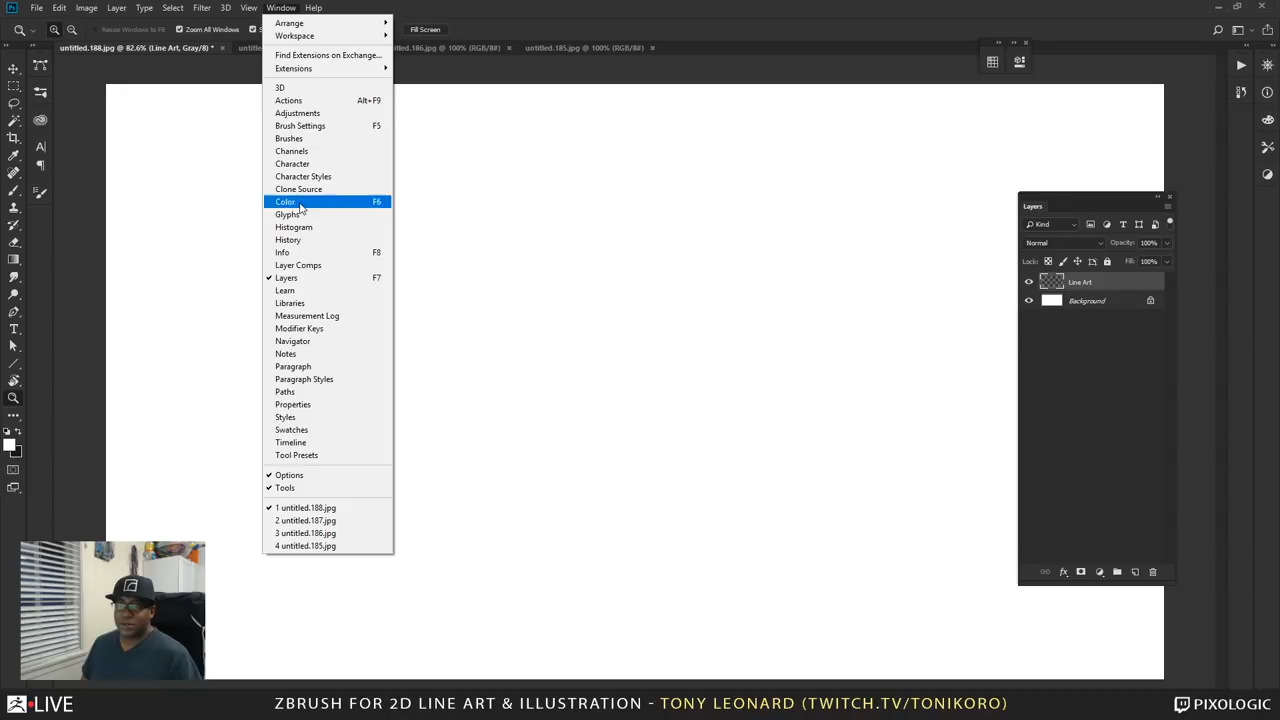 Ps File Edit Image Layer Type Select Filter 3D View Window Help
Resize Windows to Fit Zoom All Windows Fill Screen
untitled.188.jpg @ 82.6% (Line Art, Gray/8) *
.186.jpg @ 100% (RGB/8#)
untitled.185.jpg @ 100% (RGB/8#)
Arrange
Workspace
Find Extensions on Exchange...
Extensions
3D
Actions Alt+F9
Adjustments
Brush Settings F5
Brushes
Channels
Character
Character Styles
Clone Source
Color F6
Glyphs
Histogram
History
Info F8
Layer Comps
Layers F7
Learn
Libraries
Measurement Log
Modifier Keys
Navigator
Notes
Paragraph
Paragraph Styles
Paths
Properties
Styles
Swatches
Timeline
Tool Presets
Options
Tools
1 untitled.188.jpg
2 untitled.187.jpg
3 untitled.186.jpg
4 untitled.185.jpg
Layers
Kind
Normal Opacity: 100%
Lock: Fill: 100%
Line Art
Background
LIVE
ZBRUSH FOR 2D LINE ART & ILLUSTRATION - TONY LEONARD (TWITCH.TV/TONIKORO)
PIXOLOGIC